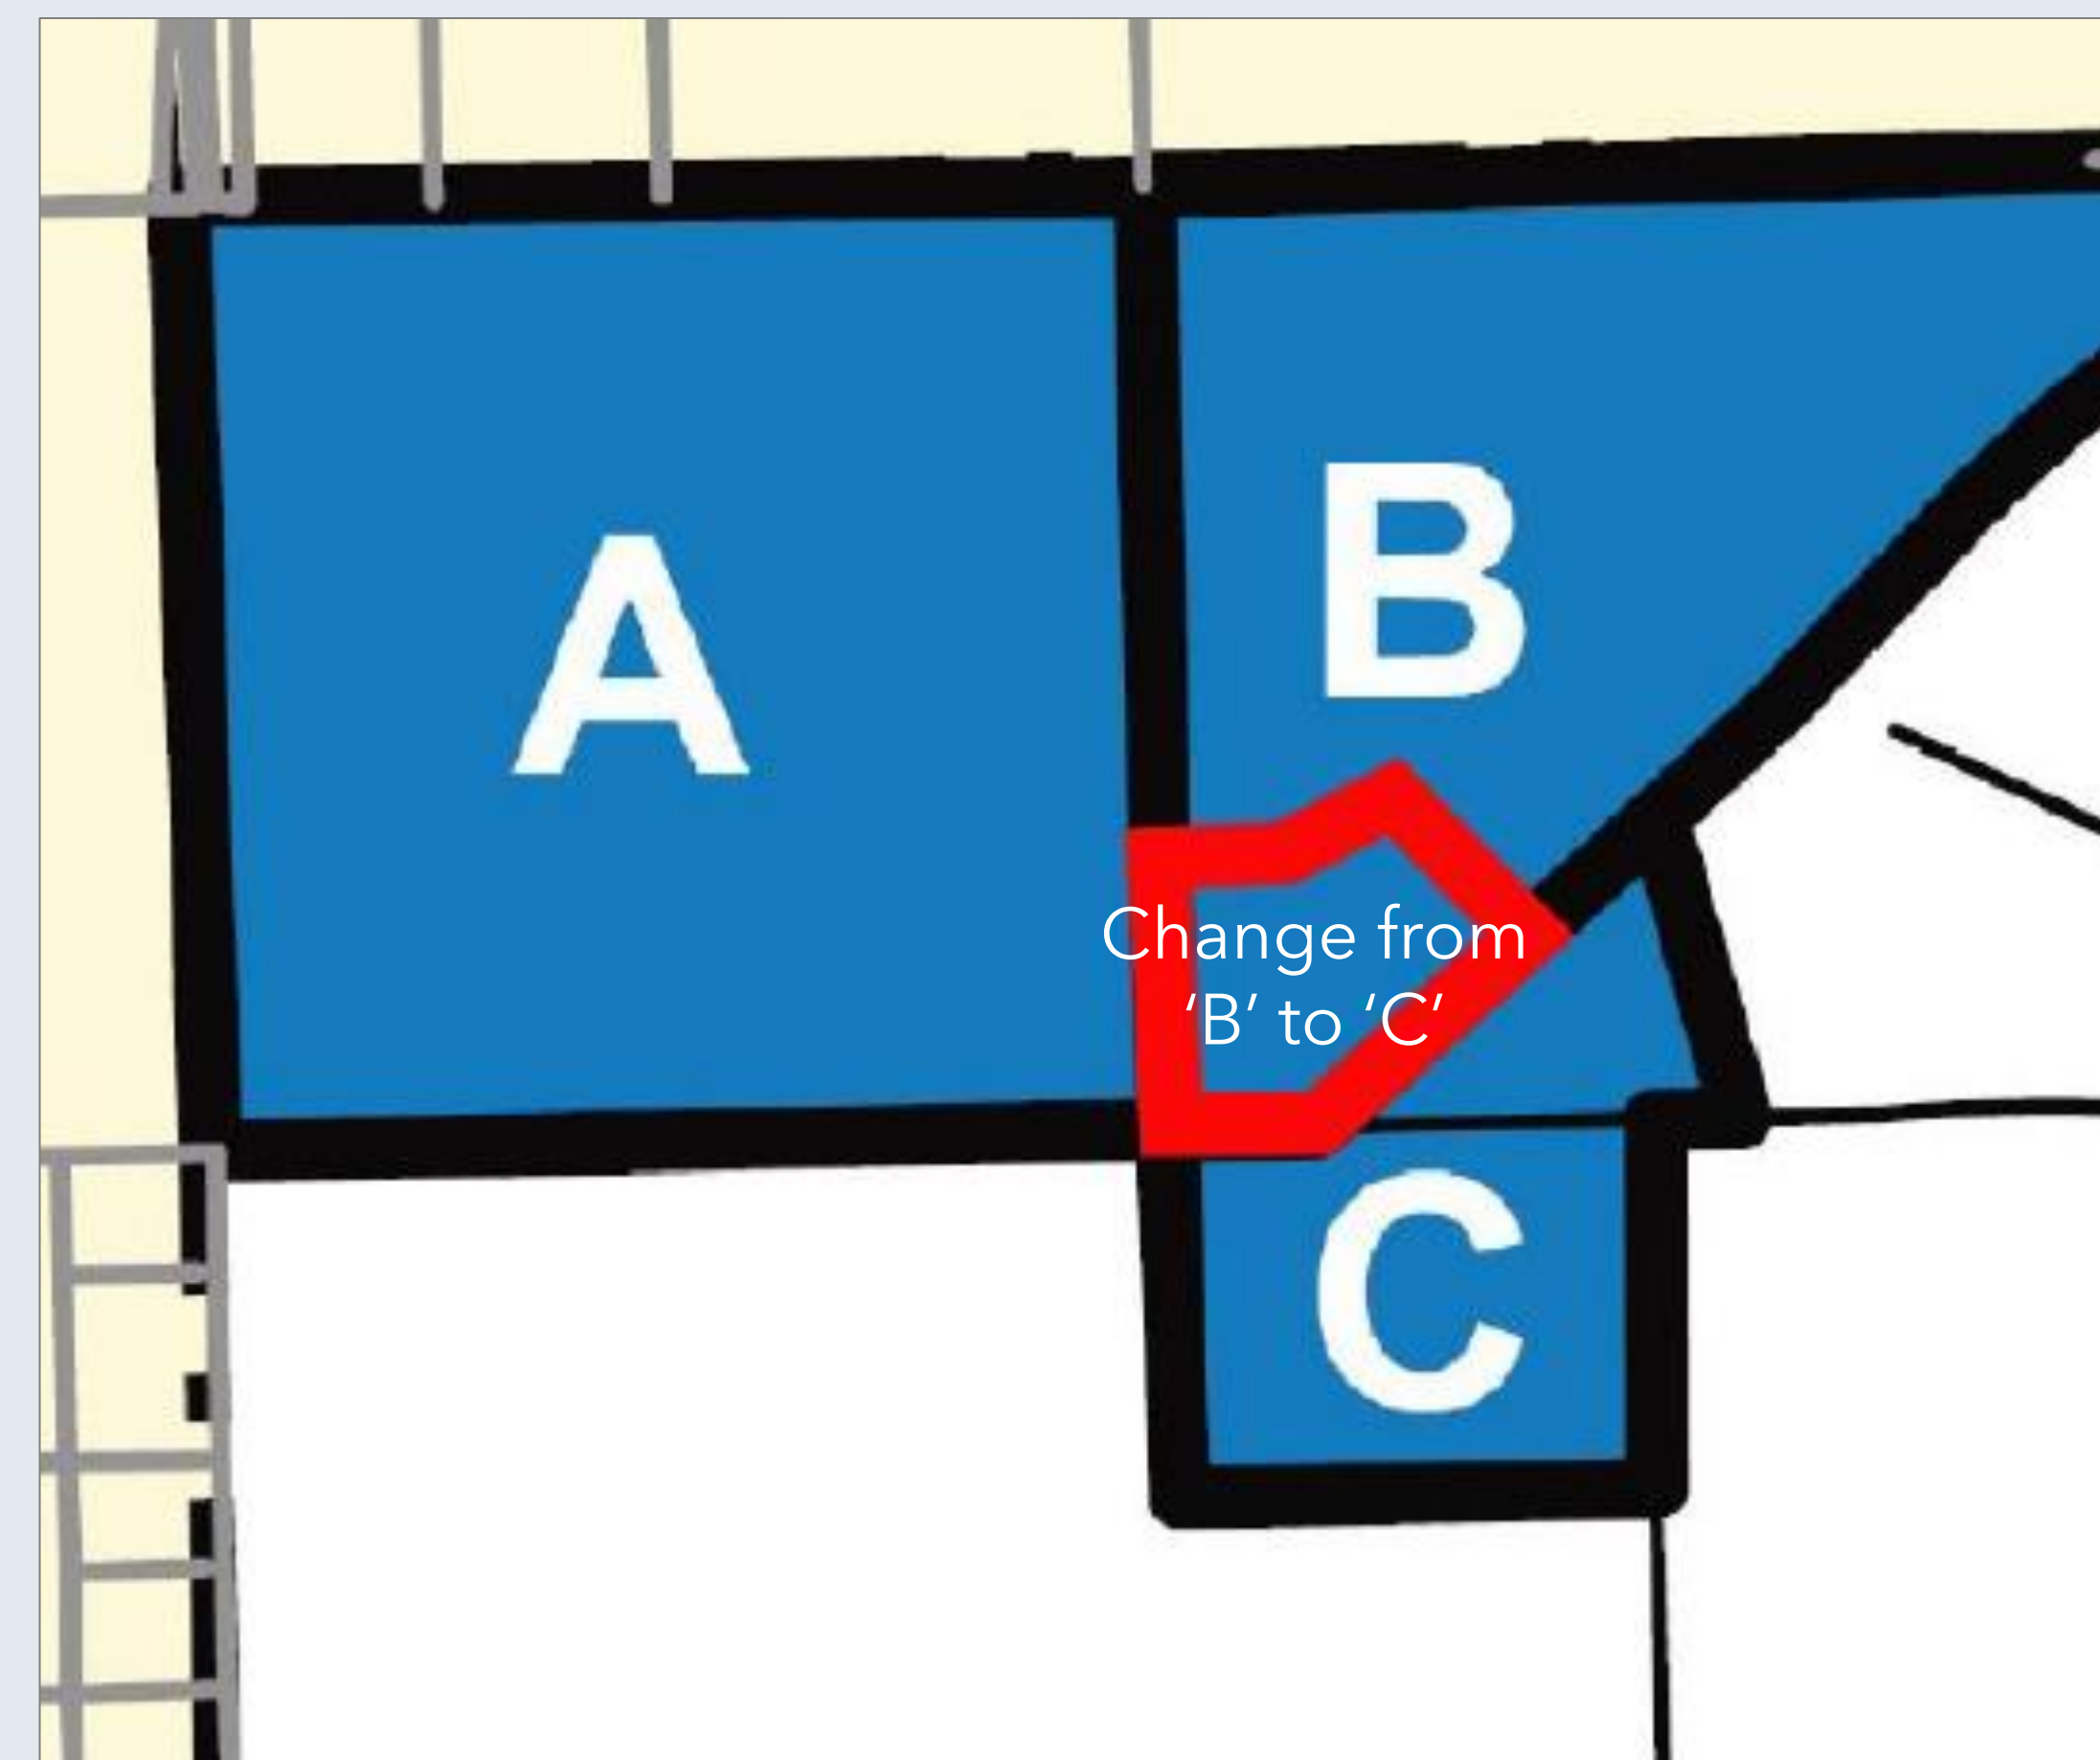 A
B
Change from
‘B’ to ‘C‘
C